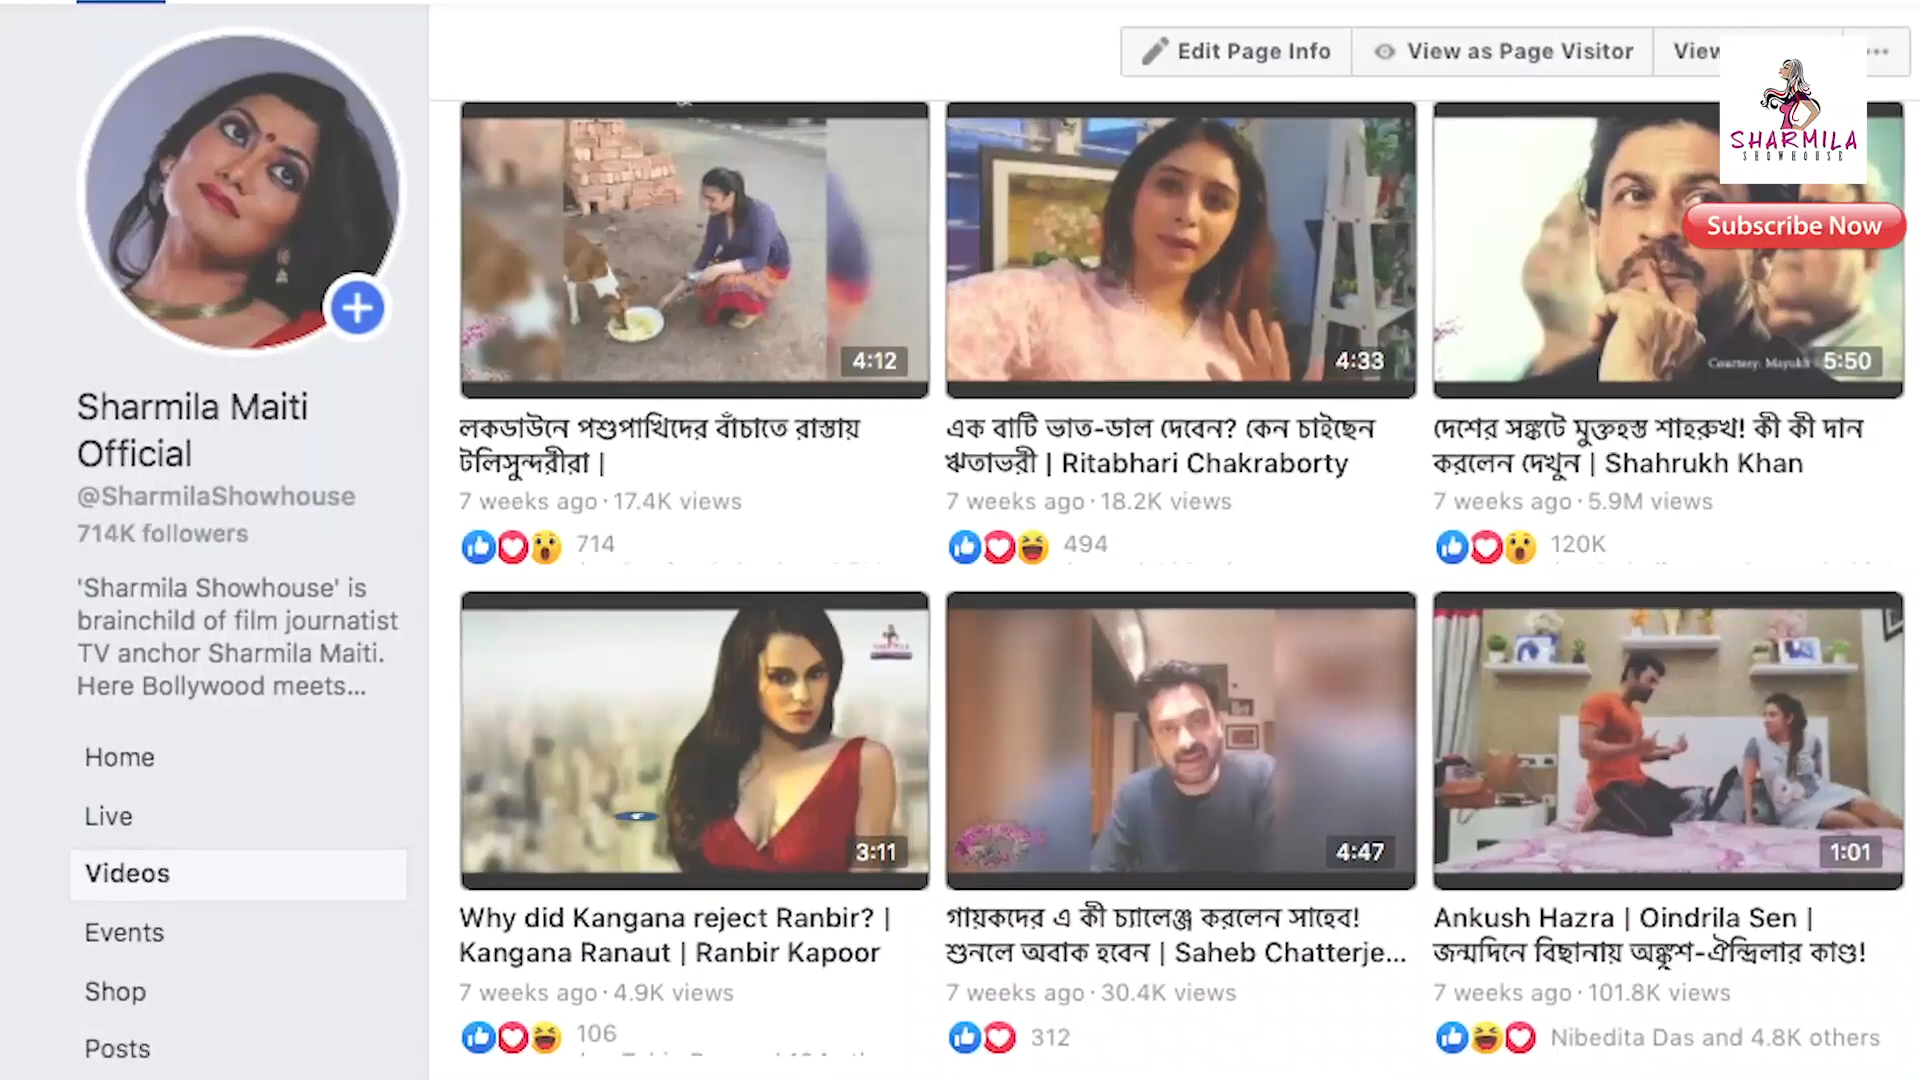 Edit Page Info
View as Page Visitor
View
SHARMILA
SHOWHOUSE
Subscribe Now
Sharmila Maiti
Official
@SharmilaShowhouse
714K followers
'Sharmila Showhouse' is
brainchild of film journatist
TV anchor Sharmila Maiti.
Here Bollywood meets...
Home
Live
Videos
Events
Shop
Posts
4:12
লকডাউনে পশুপাখিদের বাঁচাতে রাস্তায়
টলিসুন্দরীরা |
7 weeks ago · 17.4K views
714
4:33
এক বাটি ভাত-ডাল দেবেন? কেন চাইছেন
ঋতাভরী | Ritabhari Chakraborty
7 weeks ago · 18.2K views
494
Courtesy: Mayukh
5:50
দেশের সঙ্কটে মুক্তহস্ত শাহরুখ! কী কী দান
করলেন দেখুন | Shahrukh Khan
7 weeks ago · 5.9M views
120K
3:11
Why did Kangana reject Ranbir? |
Kangana Ranaut | Ranbir Kapoor
7 weeks ago · 4.9K views
106
4:47
গায়কদের এ কী চ্যালেঞ্জ করলেন সাহেব!
শুনলে অবাক হবেন | Saheb Chatterje...
7 weeks ago · 30.4K views
312
1:01
Ankush Hazra | Oindrila Sen |
জন্মদিনে বিছানায় অঙ্কুশ-ঐন্দ্রিলার কাণ্ড!
7 weeks ago · 101.8K views
Nibedita Das and 4.8K others